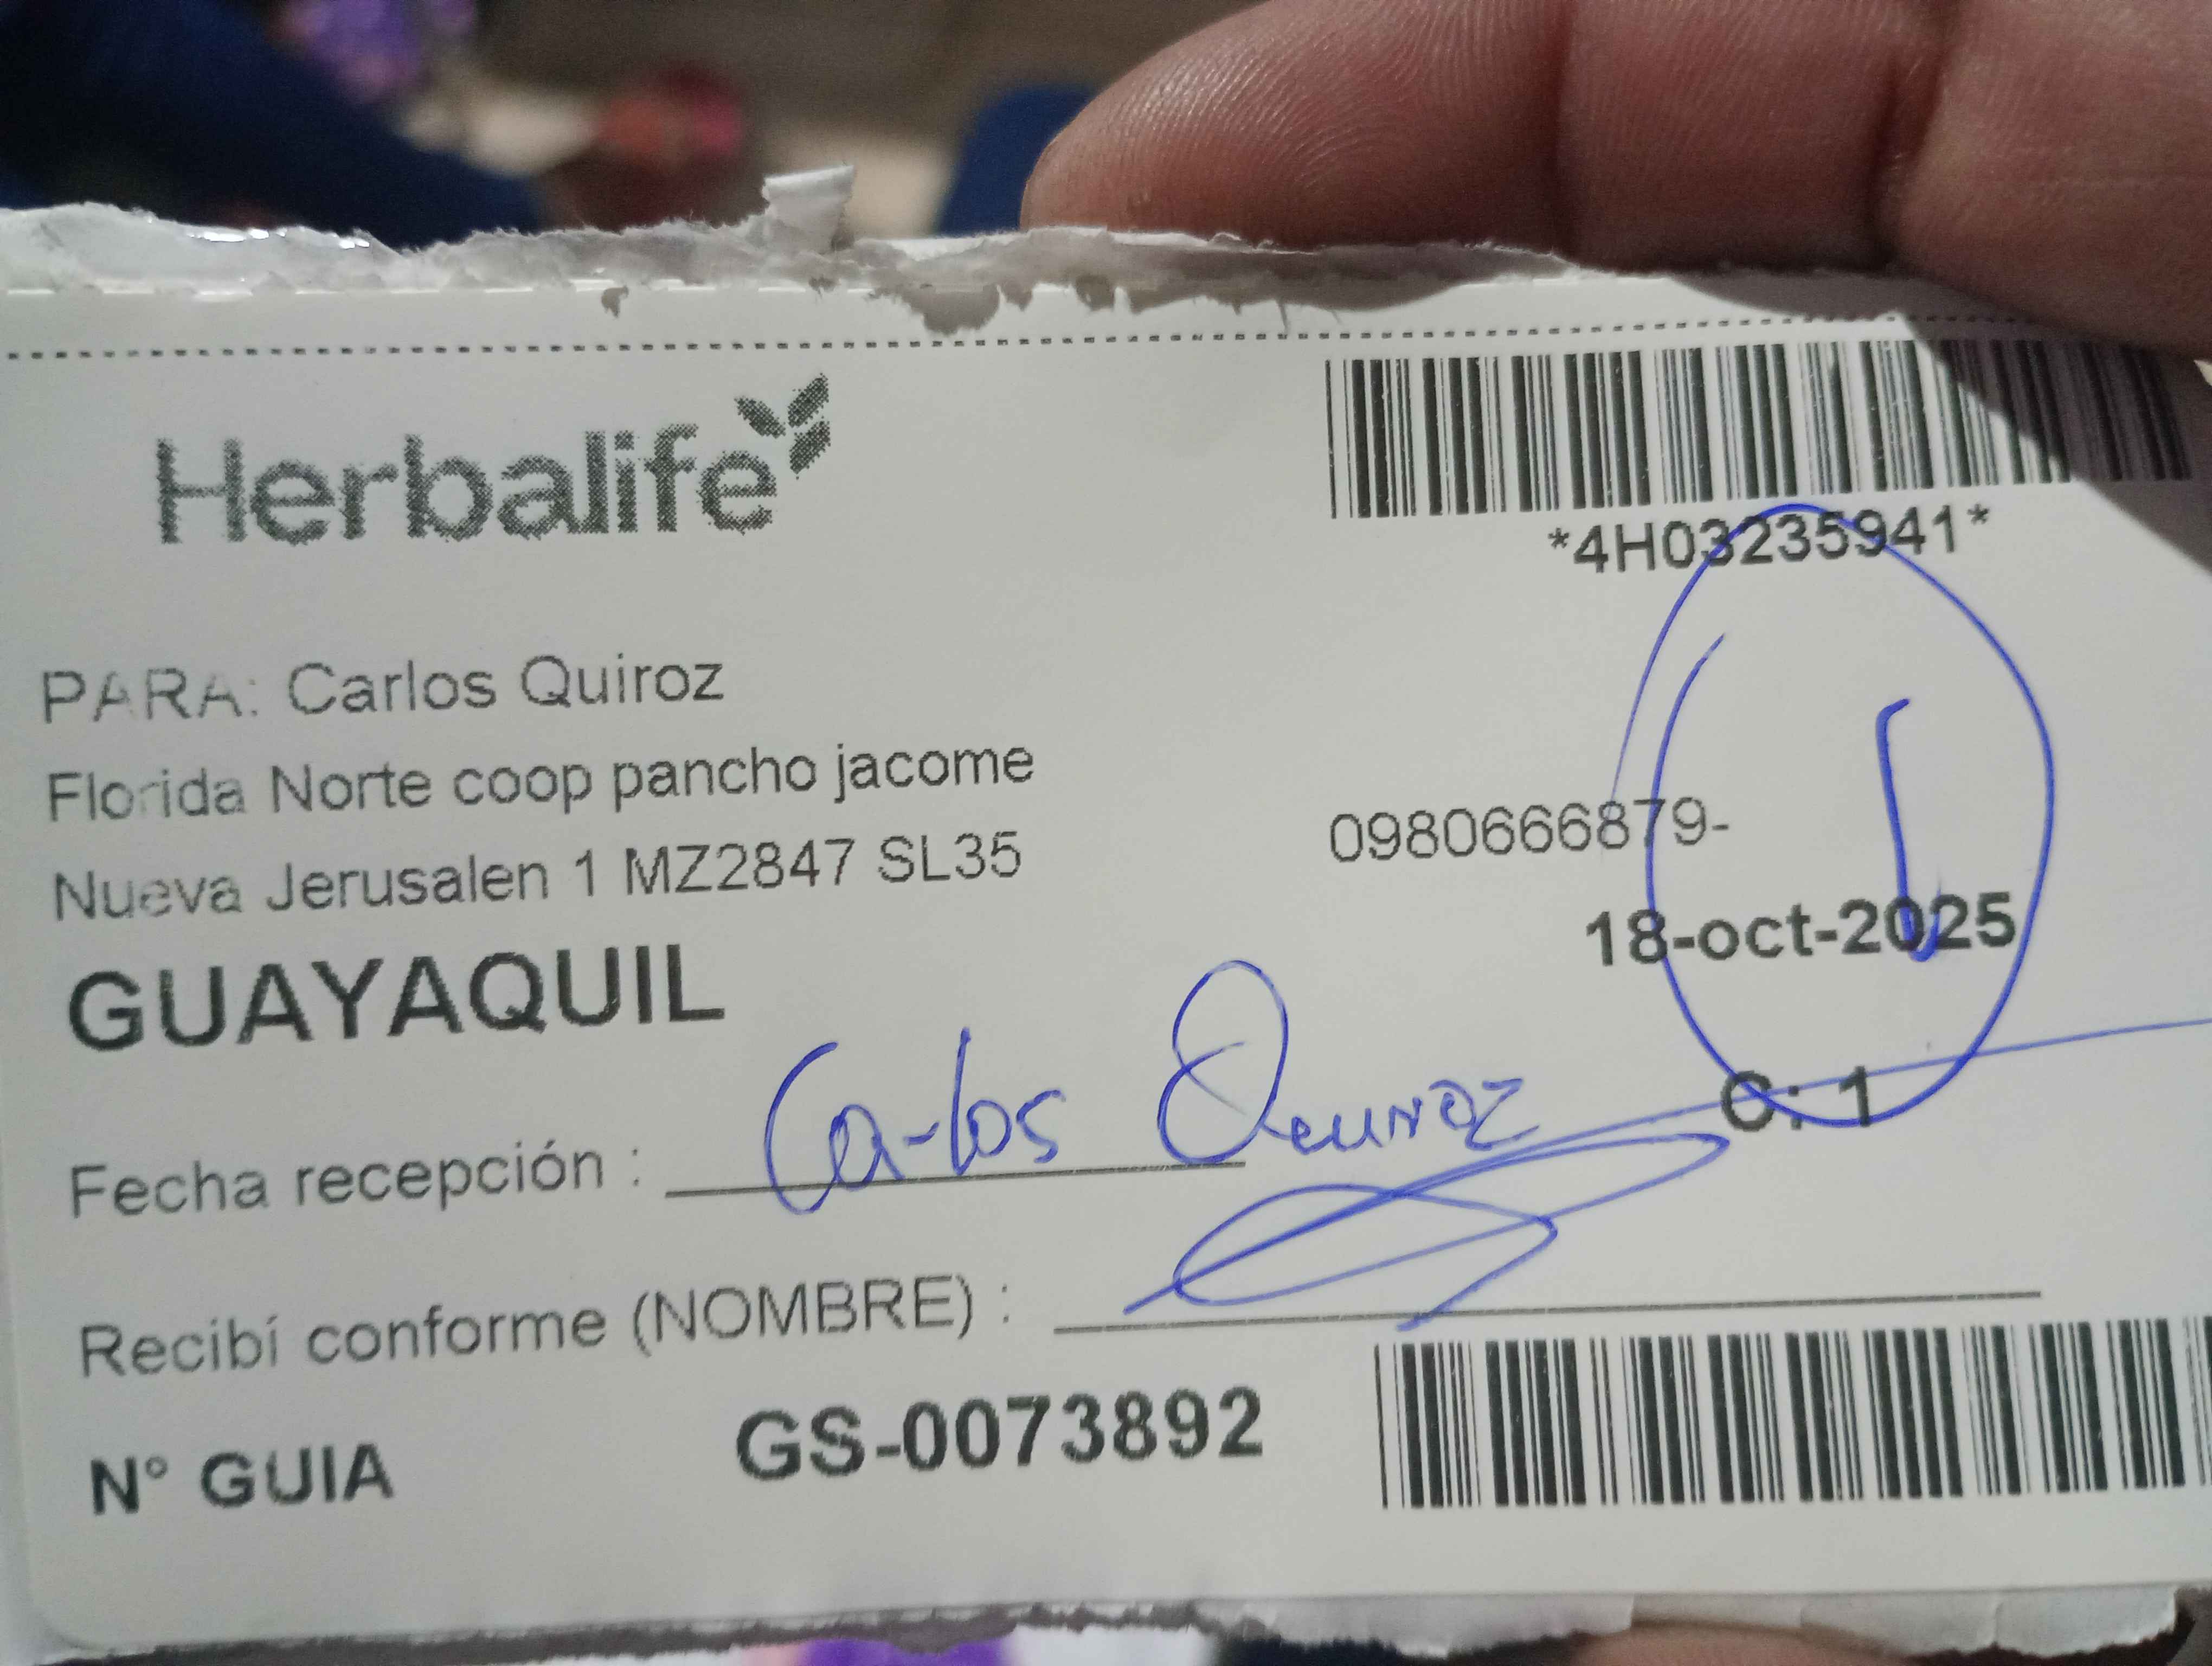 Herbalife
*4H03235941*
PARA: Carlos Quiroz
Florida Norte coop pancho jacome
Nueva Jerusalen 1 MZ2847 SL35
0980666879-
18-oct-2025
GUAYAQUIL
C: 1
Fecha recepción : Carlos Quiroz
Recibí conforme (NOMBRE) :
N° GUIA GS-0073892